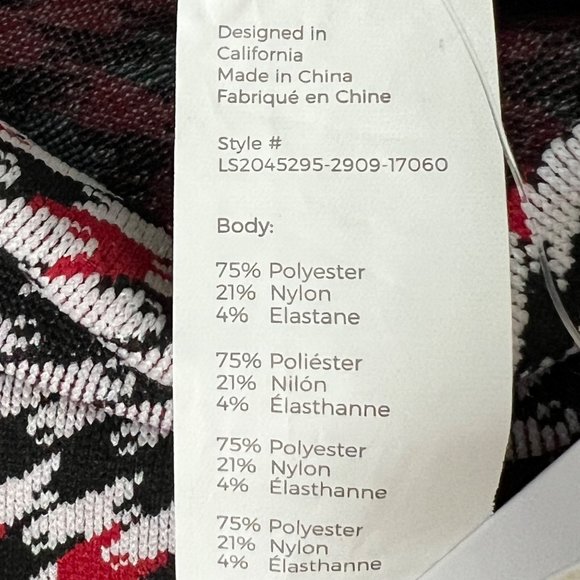 Designed in
California
Made in China
Fabriqué en Chine
Style #
LS2045295-2909-17060
Body:
75% Polyester
21% Nylon
4% Elastane
75% Poliéster
21% Nilón
4% Élasthanne
75% Polyester
21% Nylon
4% Élasthanne
75% Polyester
21% Nylon
4% Élasthanne